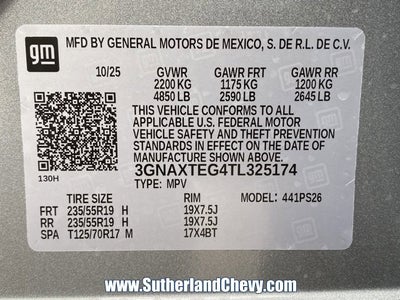 gm
MFD BY GENERAL MOTORS DE MEXICO, S. DE R.L. DE C.V.
10/25 GVWR GAWR FRT GAWR RR
2200 KG 1175 KG 1200 KG
4850 LB 2590 LB 2645 LB
THIS VEHICLE CONFORMS TO ALL
APPLICABLE U.S. FEDERAL MOTOR
VEHICLE SAFETY AND THEFT PREVENTION
STANDARDS IN EFFECT ON THE DATE OF
MANUFACTURE SHOWN ABOVE.
3GNAXTEG4TL325174
130H
TYPE: MPV MODEL: 441PS26
TIRE SIZE RIM
FRT 235/55R19 H 19X7.5J
RR 235/55R19 H 19X7.5J
SPA T125/70R17 M 17X4BT
www.SutherlandChevy.com